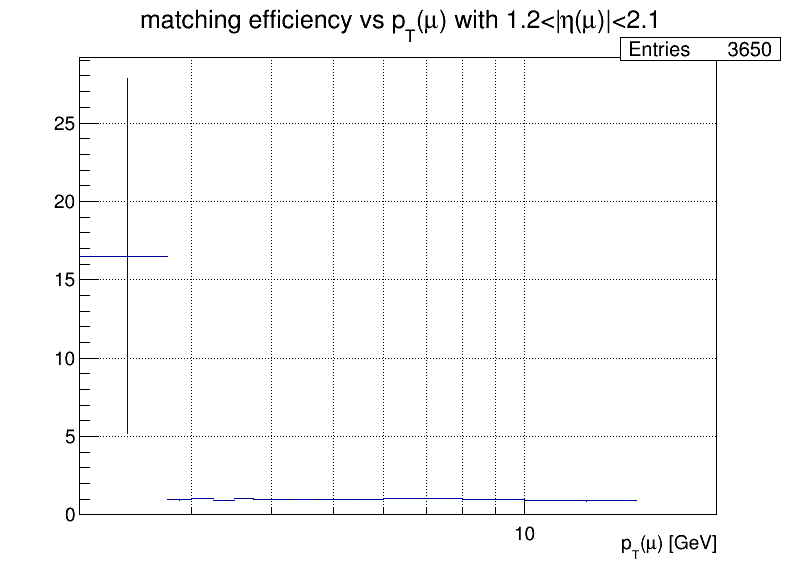 matching efficiency vs p_T(μ) with 1.2<|η(μ)|<2.1
Entries 3650
25
20
15
10
5
0
10
p_T(μ) [GeV]